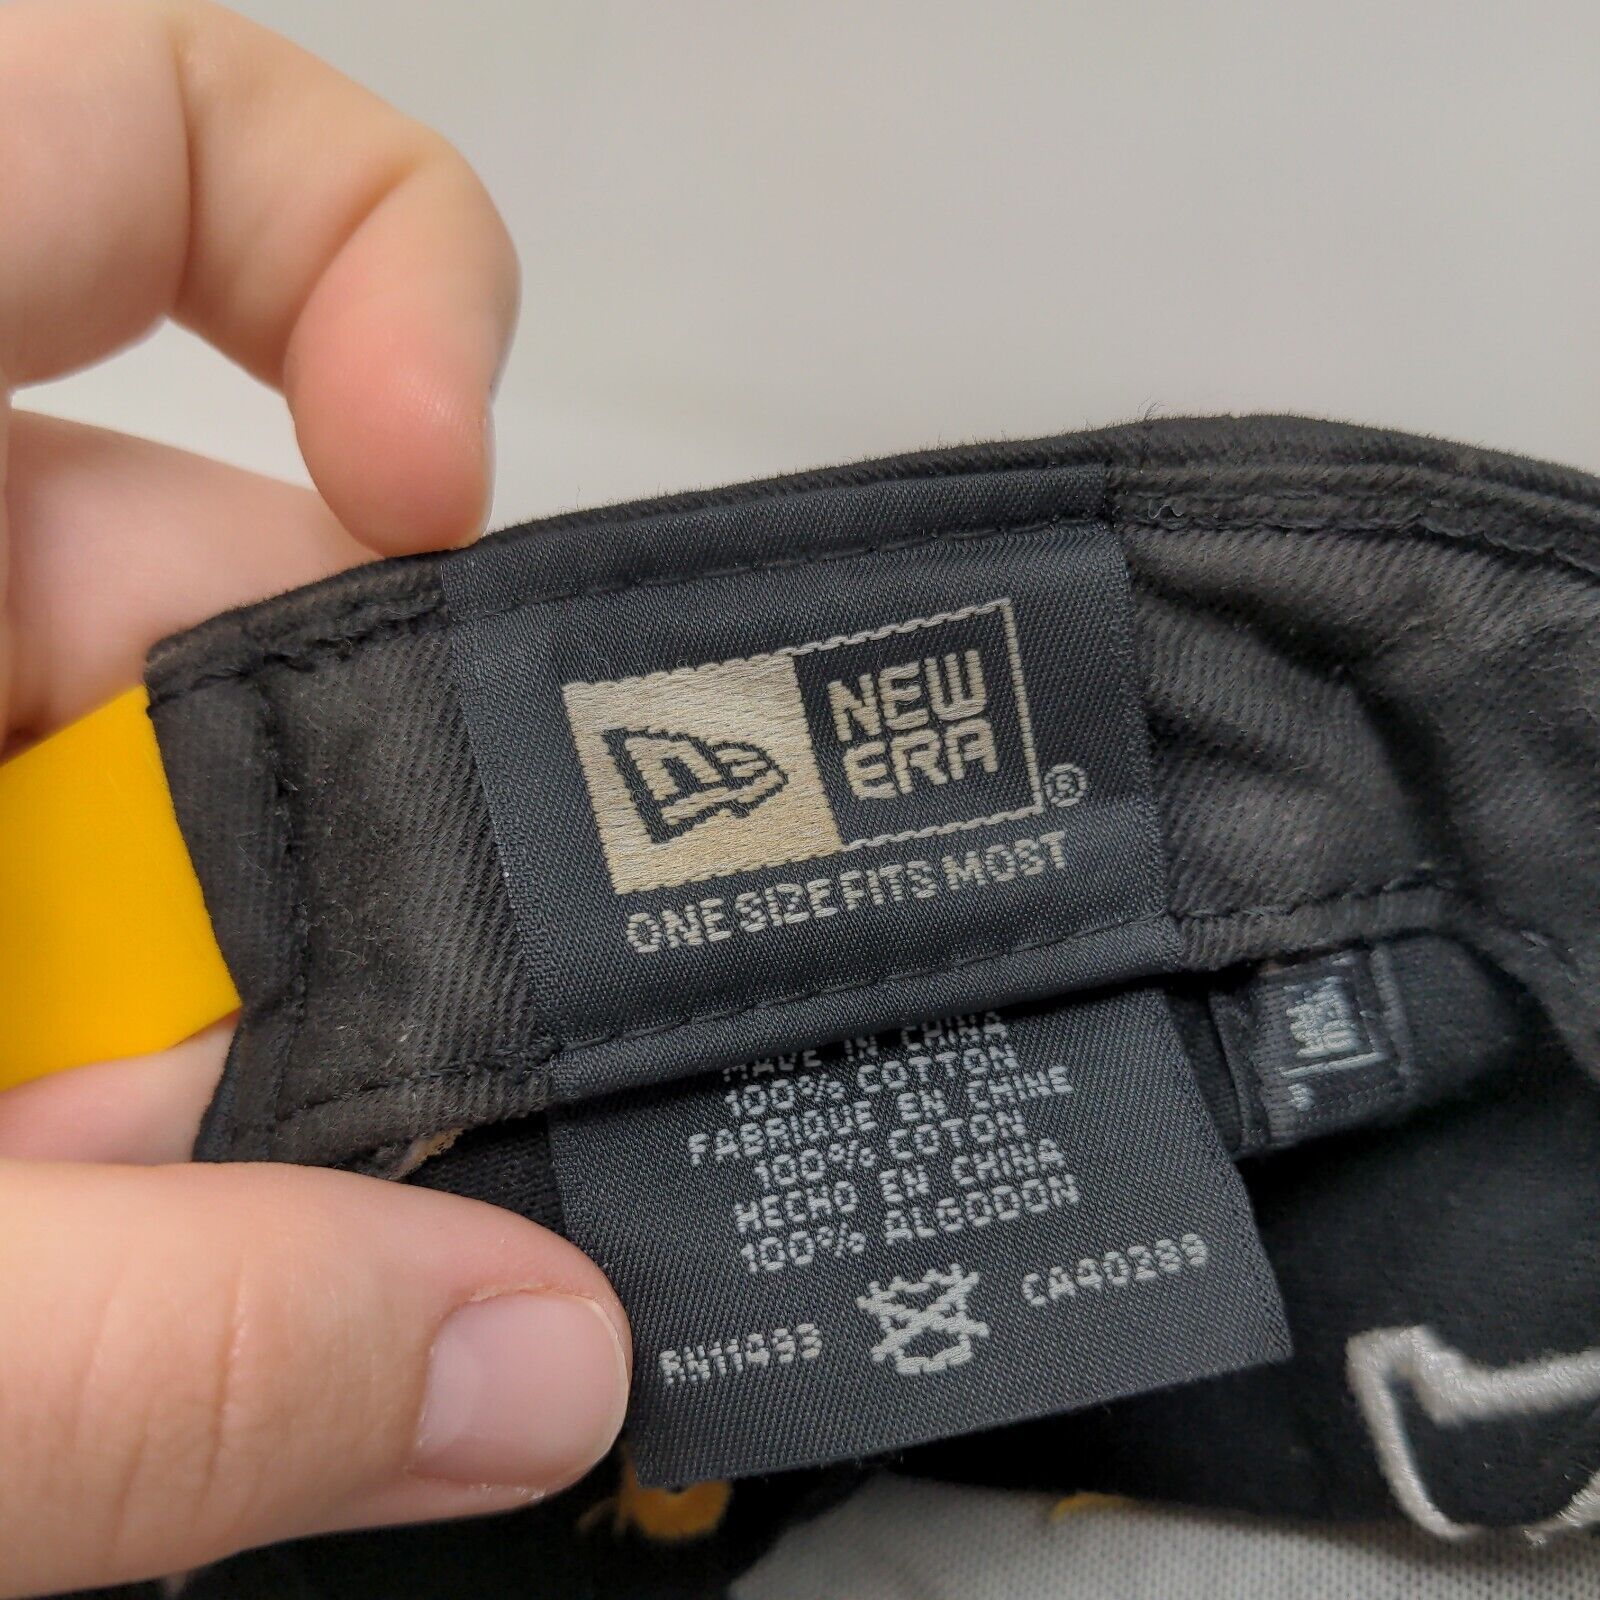 NEW
ERA
®
ONE SIZE FITS MOST
MADE IN CHINA
100% COTTON
FABRIQUE EN CHINE
100% COTON
HECHO EN CHINA
100% ALGODON
RN11493
CA40289